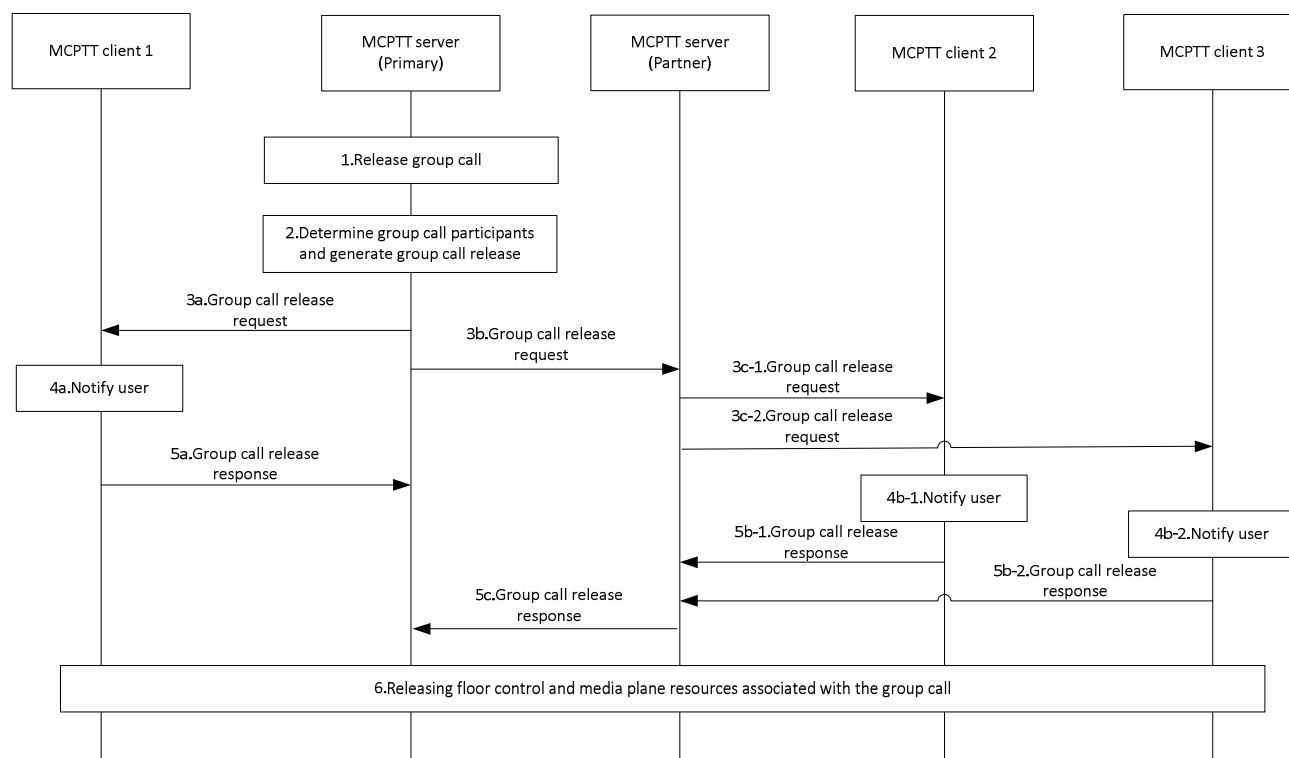 MCPTT client 1
MCPTT server
(Primary)
MCPTT server
(Partner)
MCPTT client 2
MCPTT client 3
1.Release group call
2.Determine group call participants
and generate group call release
3a.Group call release
request
3b.Group call release
request
3c-1.Group call release
request
4a.Notify user
3c-2.Group call release
request
5a.Group call release
response
4b-1.Notify user
4b-2.Notify user
5b-1.Group call release
response
5b-2.Group call release
response
5c.Group call release
response
6.Releasing floor control and media plane resources associated with the group call